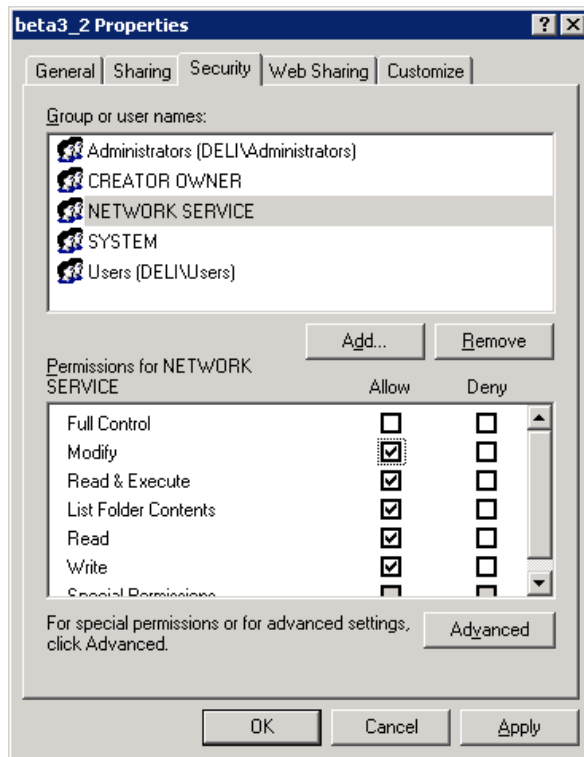 beta3_2 Properties
General Sharing Security Web Sharing Customize
Group or user names:
Administrators (DELI\Administrators)
CREATOR OWNER
NETWORK SERVICE
SYSTEM
Users (DELI\Users)
Add... Remove
Permissions for NETWORK
SERVICE Allow Deny
Full Control
Modify
Read & Execute
List Folder Contents
Read
Write
Special Permissions
For special permissions or for advanced settings,
click Advanced.
Advanced
OK Cancel Apply